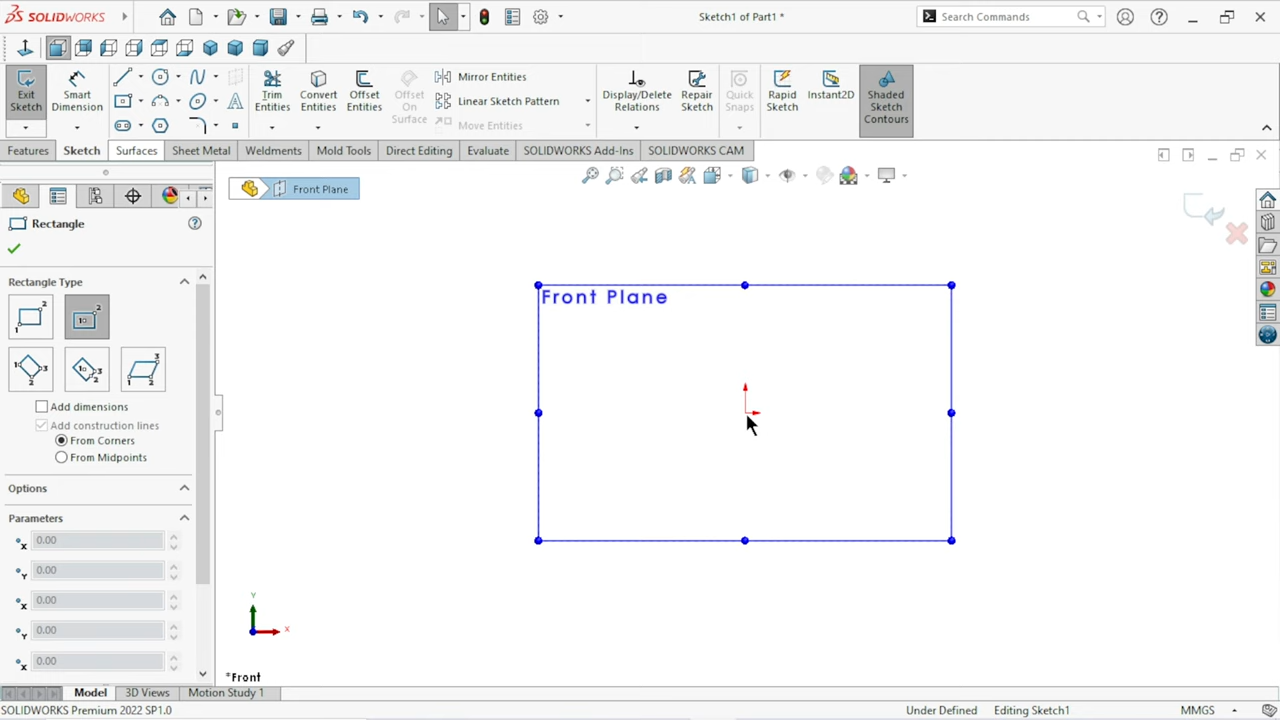 SOLIDWORKS
Sketch1 of Part1 *
Search Commands
Exit Sketch
Smart Dimension
Trim Entities
Convert Entities
Offset Entities
Offset On Surface
Mirror Entities
Linear Sketch Pattern
Move Entities
Display/Delete Relations
Repair Sketch
Quick Snaps
Rapid Sketch
Instant2D
Shaded Sketch Contours
Features
Sketch
Surfaces
Sheet Metal
Weldments
Mold Tools
Direct Editing
Evaluate
SOLIDWORKS Add-Ins
SOLIDWORKS CAM
Front Plane
Rectangle
Rectangle Type
Add dimensions
Add construction lines
From Corners
From Midpoints
Options
Parameters
x 0.00
Y 0.00
x 0.00
Y 0.00
x 0.00
Front Plane
Y
X
*Front
Model
3D Views
Motion Study 1
SOLIDWORKS Premium 2022 SP1.0
Under Defined
Editing Sketch1
MMGS